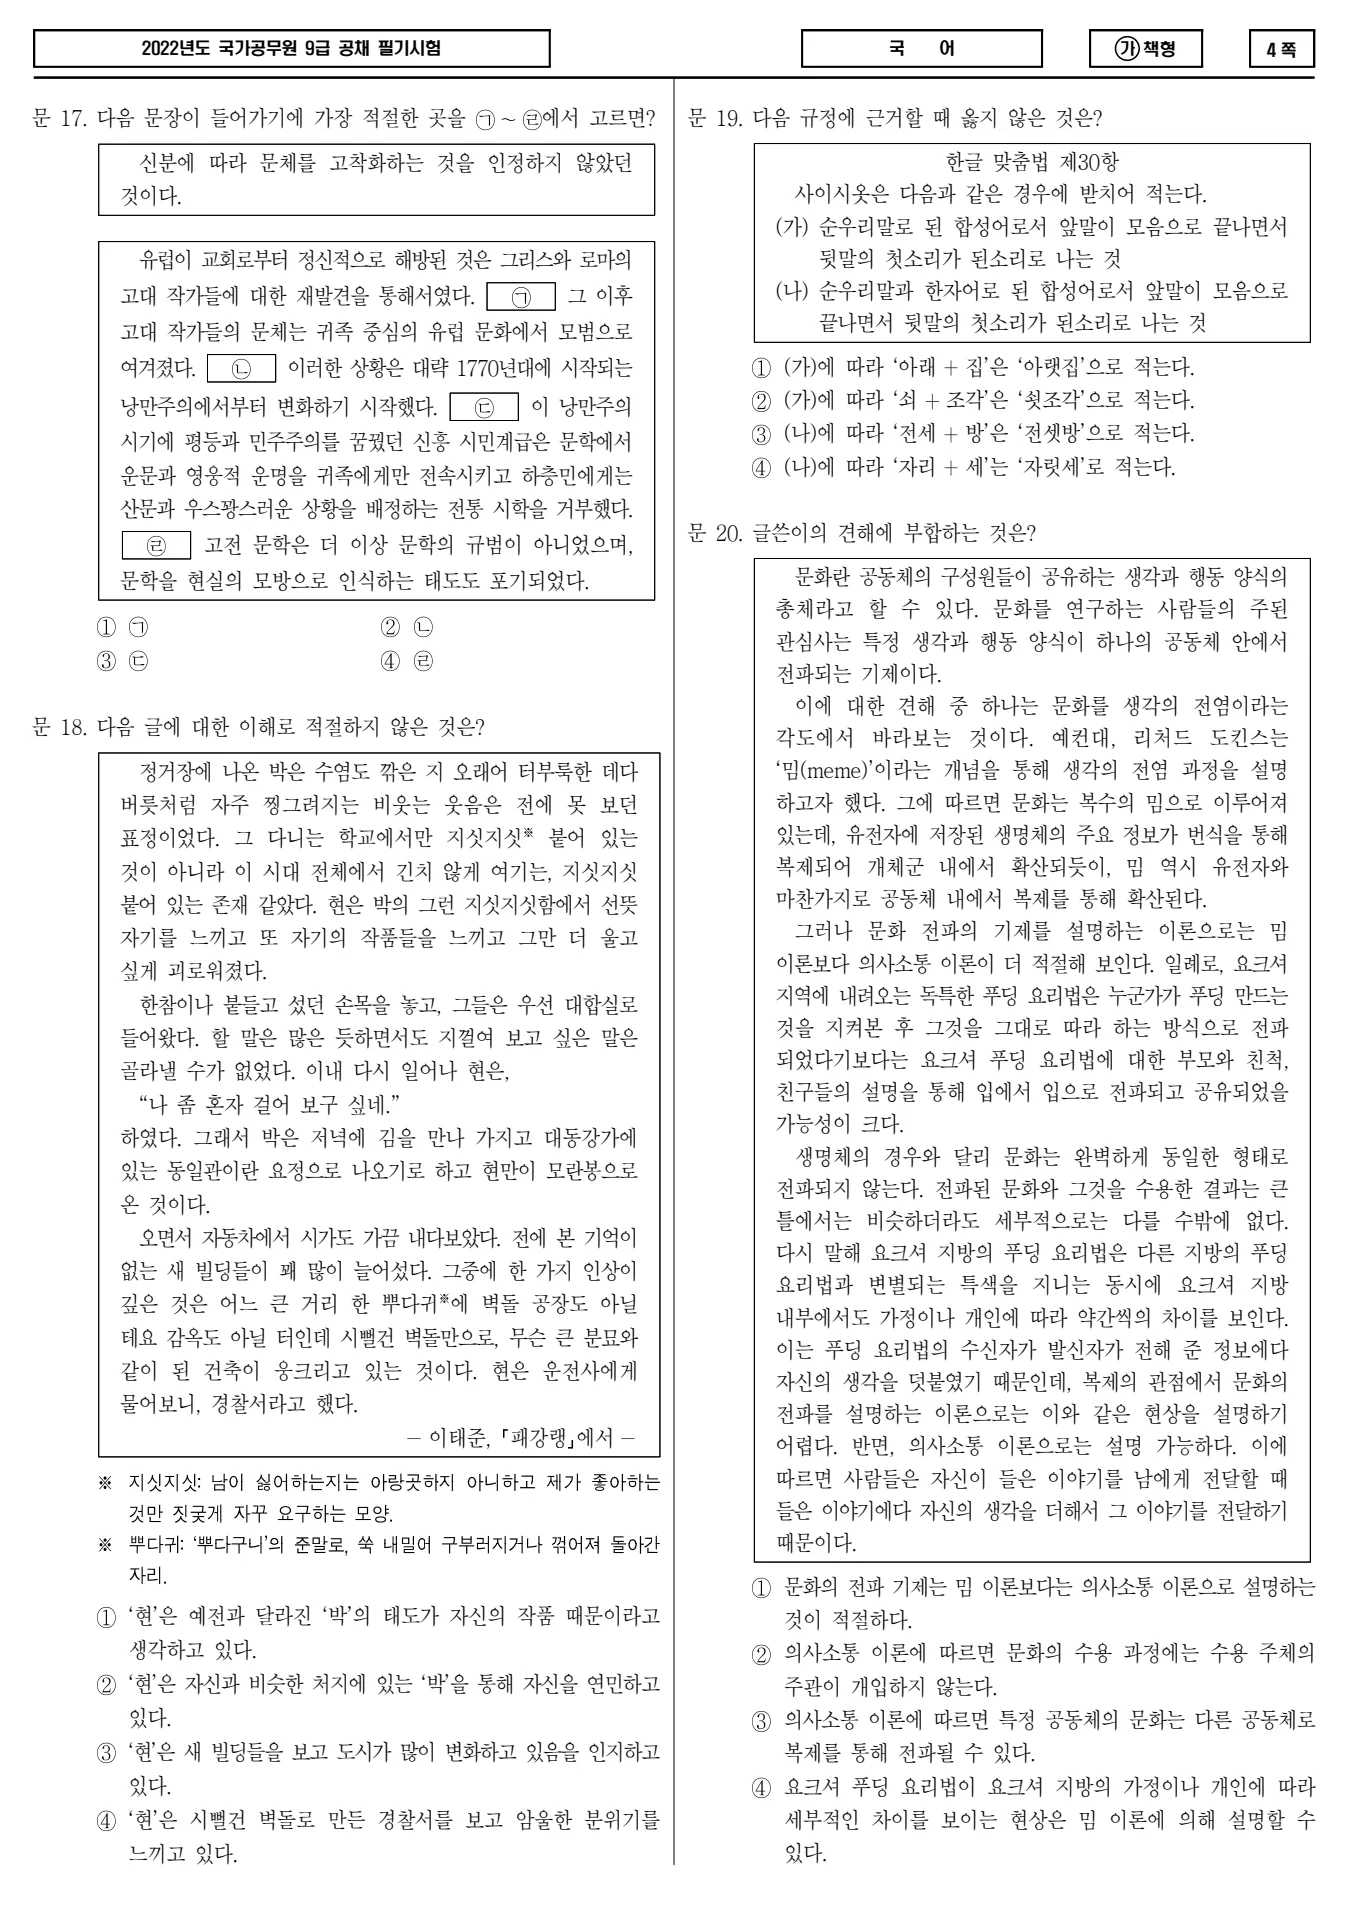 2022년도 국가공무원 9급 공채 필기시험
국 어
㉮책형
4 쪽
문 17. 다음 문장이 들어가기에 가장 적절한 곳을 ㉠ ~ ㉣에서 고르면?
신분에 따라 문체를 고착화하는 것을 인정하지 않았던
것이다.
유럽이 교회로부터 정신적으로 해방된 것은 그리스와 로마의
고대 작가들에 대한 재발견을 통해서였다. ㉠ 그 이후
고대 작가들의 문체는 귀족 중심의 유럽 문화에서 모범으로
여겨졌다. ㉡ 이러한 상황은 대략 1770년대에 시작되는
낭만주의에서부터 변화하기 시작했다. ㉢ 이 낭만주의
시기에 평등과 민주주의를 꿈꿨던 신흥 시민계급은 문학에서
운문과 영웅적 운명을 귀족에게만 전속시키고 하층민에게는
산문과 우스꽝스러운 상황을 배정하는 전통 시학을 거부했다.
㉣ 고전 문학은 더 이상 문학의 규범이 아니었으며,
문학을 현실의 모방으로 인식하는 태도도 포기되었다.
① ㉠ ② ㉡
③ ㉢ ④ ㉣
문 18. 다음 글에 대한 이해로 적절하지 않은 것은?
정거장에 나온 박은 수염도 깎은 지 오래어 터부룩한 데다
버릇처럼 자주 찡그려지는 비웃는 웃음은 전에 못 보던
표정이었다. 그 다니는 학교에서만 지싯지싯※ 붙어 있는
것이 아니라 이 시대 전체에서 긴치 않게 여기는, 지싯지싯
붙어 있는 존재 같았다. 현은 박의 그런 지싯지싯함에서 선뜻
자기를 느끼고 또 자기의 작품들을 느끼고 그만 더 울고
싶게 괴로워졌다.
한참이나 붙들고 섰던 손목을 놓고, 그들은 우선 대합실로
들어왔다. 할 말은 많은 듯하면서도 지껄여 보고 싶은 말은
골라낼 수가 없었다. 이내 다시 일어나 현은,
“나 좀 혼자 걸어 보구 싶네.”
하였다. 그래서 박은 저녁에 김을 만나 가지고 대동강가에
있는 동일관이란 요정으로 나오기로 하고 현만이 모란봉으로
온 것이다.
오면서 자동차에서 시가도 가끔 내다보았다. 전에 본 기억이
없는 새 빌딩들이 꽤 많이 늘어섰다. 그중에 한 가지 인상이
깊은 것은 어느 큰 거리 한 뿌다귀※에 벽돌 공장도 아닐
테요 감옥도 아닐 터인데 시뻘건 벽돌만으로, 무슨 큰 분묘와
같이 된 건축이 웅크리고 있는 것이다. 현은 운전사에게
물어보니, 경찰서라고 했다.
－ 이태준, ｢패강랭｣에서 －
※ 지싯지싯: 남이 싫어하는지는 아랑곳하지 아니하고 제가 좋아하는
것만 짓궂게 자꾸 요구하는 모양.
※ 뿌다귀: ‘뿌다구니’의 준말로, 쑥 내밀어 구부러지거나 꺾어져 돌아간
자리.
① ‘현’은 예전과 달라진 ‘박’의 태도가 자신의 작품 때문이라고
생각하고 있다.
② ‘현’은 자신과 비슷한 처지에 있는 ‘박’을 통해 자신을 연민하고
있다.
③ ‘현’은 새 빌딩들을 보고 도시가 많이 변화하고 있음을 인지하고
있다.
④ ‘현’은 시뻘건 벽돌로 만든 경찰서를 보고 암울한 분위기를
느끼고 있다.
문 19. 다음 규정에 근거할 때 옳지 않은 것은?
한글 맞춤법 제30항
사이시옷은 다음과 같은 경우에 받치어 적는다.
(가) 순우리말로 된 합성어로서 앞말이 모음으로 끝나면서
뒷말의 첫소리가 된소리로 나는 것
(나) 순우리말과 한자어로 된 합성어로서 앞말이 모음으로
끝나면서 뒷말의 첫소리가 된소리로 나는 것
① (가)에 따라 ‘아래 + 집’은 ‘아랫집’으로 적는다.
② (가)에 따라 ‘쇠 + 조각’은 ‘쇳조각’으로 적는다.
③ (나)에 따라 ‘전세 + 방’은 ‘전셋방’으로 적는다.
④ (나)에 따라 ‘자리 + 세’는 ‘자릿세’로 적는다.
문 20. 글쓴이의 견해에 부합하는 것은?
문화란 공동체의 구성원들이 공유하는 생각과 행동 양식의
총체라고 할 수 있다. 문화를 연구하는 사람들의 주된
관심사는 특정 생각과 행동 양식이 하나의 공동체 안에서
전파되는 기제이다.
이에 대한 견해 중 하나는 문화를 생각의 전염이라는
각도에서 바라보는 것이다. 예컨대, 리처드 도킨스는
‘밈(meme)’이라는 개념을 통해 생각의 전염 과정을 설명
하고자 했다. 그에 따르면 문화는 복수의 밈으로 이루어져
있는데, 유전자에 저장된 생명체의 주요 정보가 번식을 통해
복제되어 개체군 내에서 확산되듯이, 밈 역시 유전자와
마찬가지로 공동체 내에서 복제를 통해 확산된다.
그러나 문화 전파의 기제를 설명하는 이론으로는 밈
이론보다 의사소통 이론이 더 적절해 보인다. 일례로, 요크셔
지역에 내려오는 독특한 푸딩 요리법은 누군가가 푸딩 만드는
것을 지켜본 후 그것을 그대로 따라 하는 방식으로 전파
되었다기보다는 요크셔 푸딩 요리법에 대한 부모와 친척,
친구들의 설명을 통해 입에서 입으로 전파되고 공유되었을
가능성이 크다.
생명체의 경우와 달리 문화는 완벽하게 동일한 형태로
전파되지 않는다. 전파된 문화와 그것을 수용한 결과는 큰
틀에서는 비슷하더라도 세부적으로는 다를 수밖에 없다.
다시 말해 요크셔 지방의 푸딩 요리법은 다른 지방의 푸딩
요리법과 변별되는 특색을 지니는 동시에 요크셔 지방
내부에서도 가정이나 개인에 따라 약간씩의 차이를 보인다.
이는 푸딩 요리법의 수신자가 발신자가 전해 준 정보에다
자신의 생각을 덧붙였기 때문인데, 복제의 관점에서 문화의
전파를 설명하는 이론으로는 이와 같은 현상을 설명하기
어렵다. 반면, 의사소통 이론으로는 설명 가능하다. 이에
따르면 사람들은 자신이 들은 이야기를 남에게 전달할 때
들은 이야기에다 자신의 생각을 더해서 그 이야기를 전달하기
때문이다.
① 문화의 전파 기제는 밈 이론보다는 의사소통 이론으로 설명하는
것이 적절하다.
② 의사소통 이론에 따르면 문화의 수용 과정에는 수용 주체의
주관이 개입하지 않는다.
③ 의사소통 이론에 따르면 특정 공동체의 문화는 다른 공동체로
복제를 통해 전파될 수 있다.
④ 요크셔 푸딩 요리법이 요크셔 지방의 가정이나 개인에 따라
세부적인 차이를 보이는 현상은 밈 이론에 의해 설명할 수
있다.